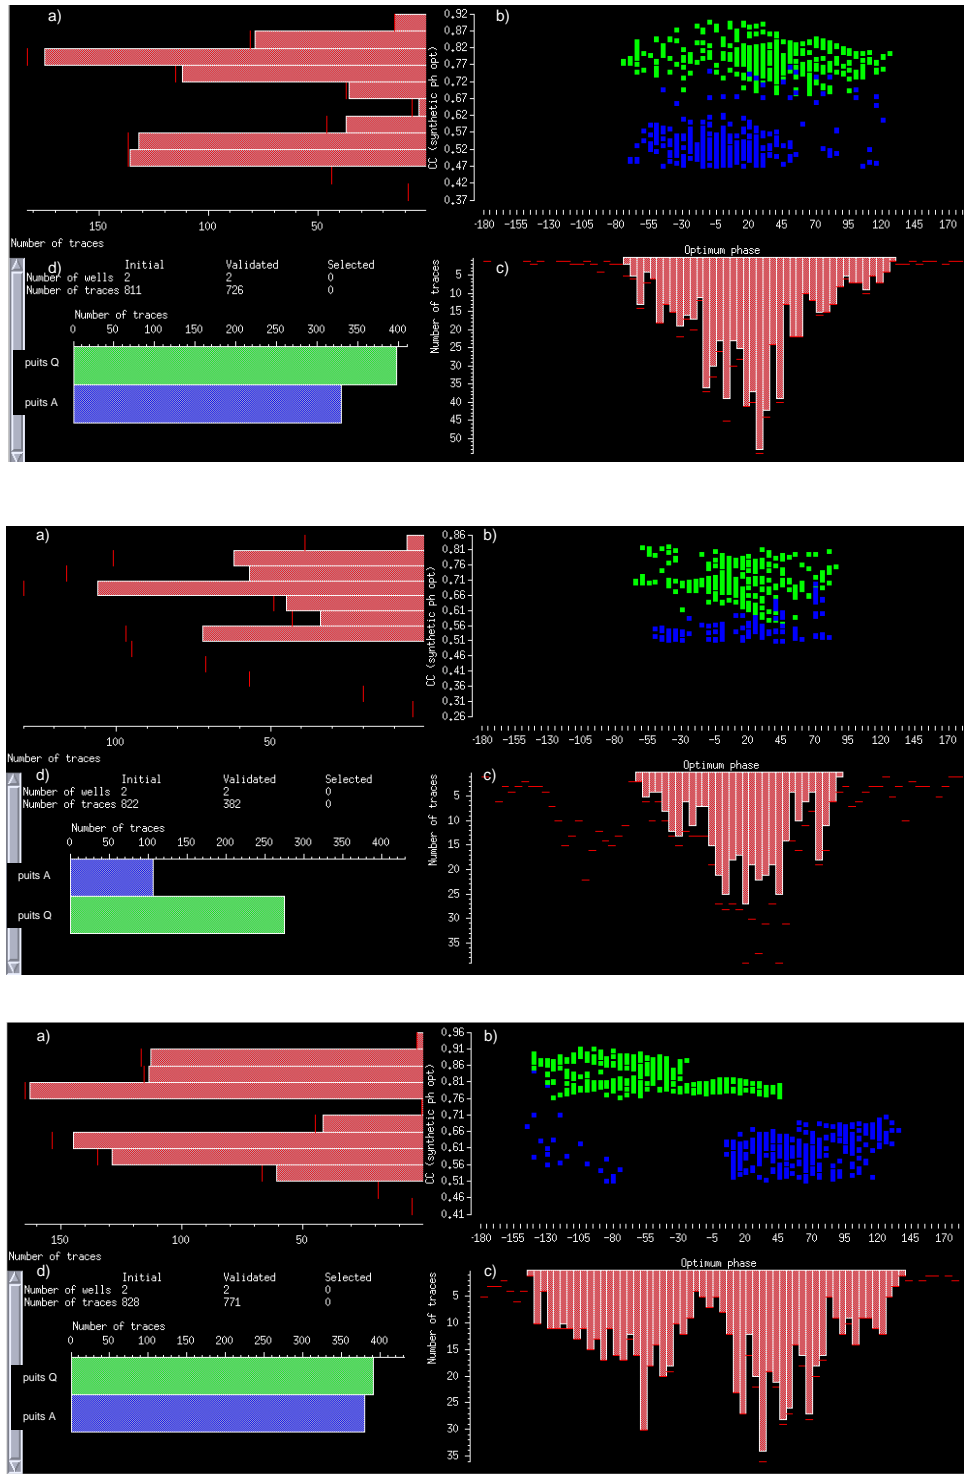 a)
b)
CC (synthetic ph opt)
0.92
0.87
0.82
0.77
0.72
0.67
0.62
0.57
0.52
0.47
0.42
0.37
150 100 50
Number of traces
-180 -130 -105 -55 -30 -5 20 45 70 95 120 170
Optimum phase
d)
Initial Validated Selected
Number of wells 2 2 0
Number of traces 811 726 0
Number of traces
0 50 100 150 200 250 300 350 400
puits Q
puits A
c)
Number of traces
5
10
15
20
25
30
35
40
45
50
a)
b)
CC (synthetic ph opt)
0.86
0.81
0.76
0.71
0.66
0.61
0.56
0.51
0.46
0.41
0.36
0.31
0.26
100 50
Number of traces
-180 -130 -105 -55 -30 -5 20 45 70 95 120 170
Optimum phase
d)
Initial Validated Selected
Number of wells 2 2 0
Number of traces 822 382 0
Number of traces
0 50 100 150 200 250 300 350 400
puits A
puits Q
c)
Number of traces
5
10
15
20
25
30
35
a)
b)
CC (synthetic ph opt)
0.96
0.91
0.86
0.81
0.76
0.71
0.66
0.61
0.56
0.51
0.46
0.41
150 100 50
Number of traces
-180 -130 -105 -55 -30 -5 20 45 70 95 120 145 170
Optimum phase
d)
Initial Validated Selected
Number of wells 2 2 0
Number of traces 828 771 0
Number of traces
0 50 100 150 200 250 300 350 400
puits Q
puits A
c)
Number of traces
5
10
15
20
25
30
35